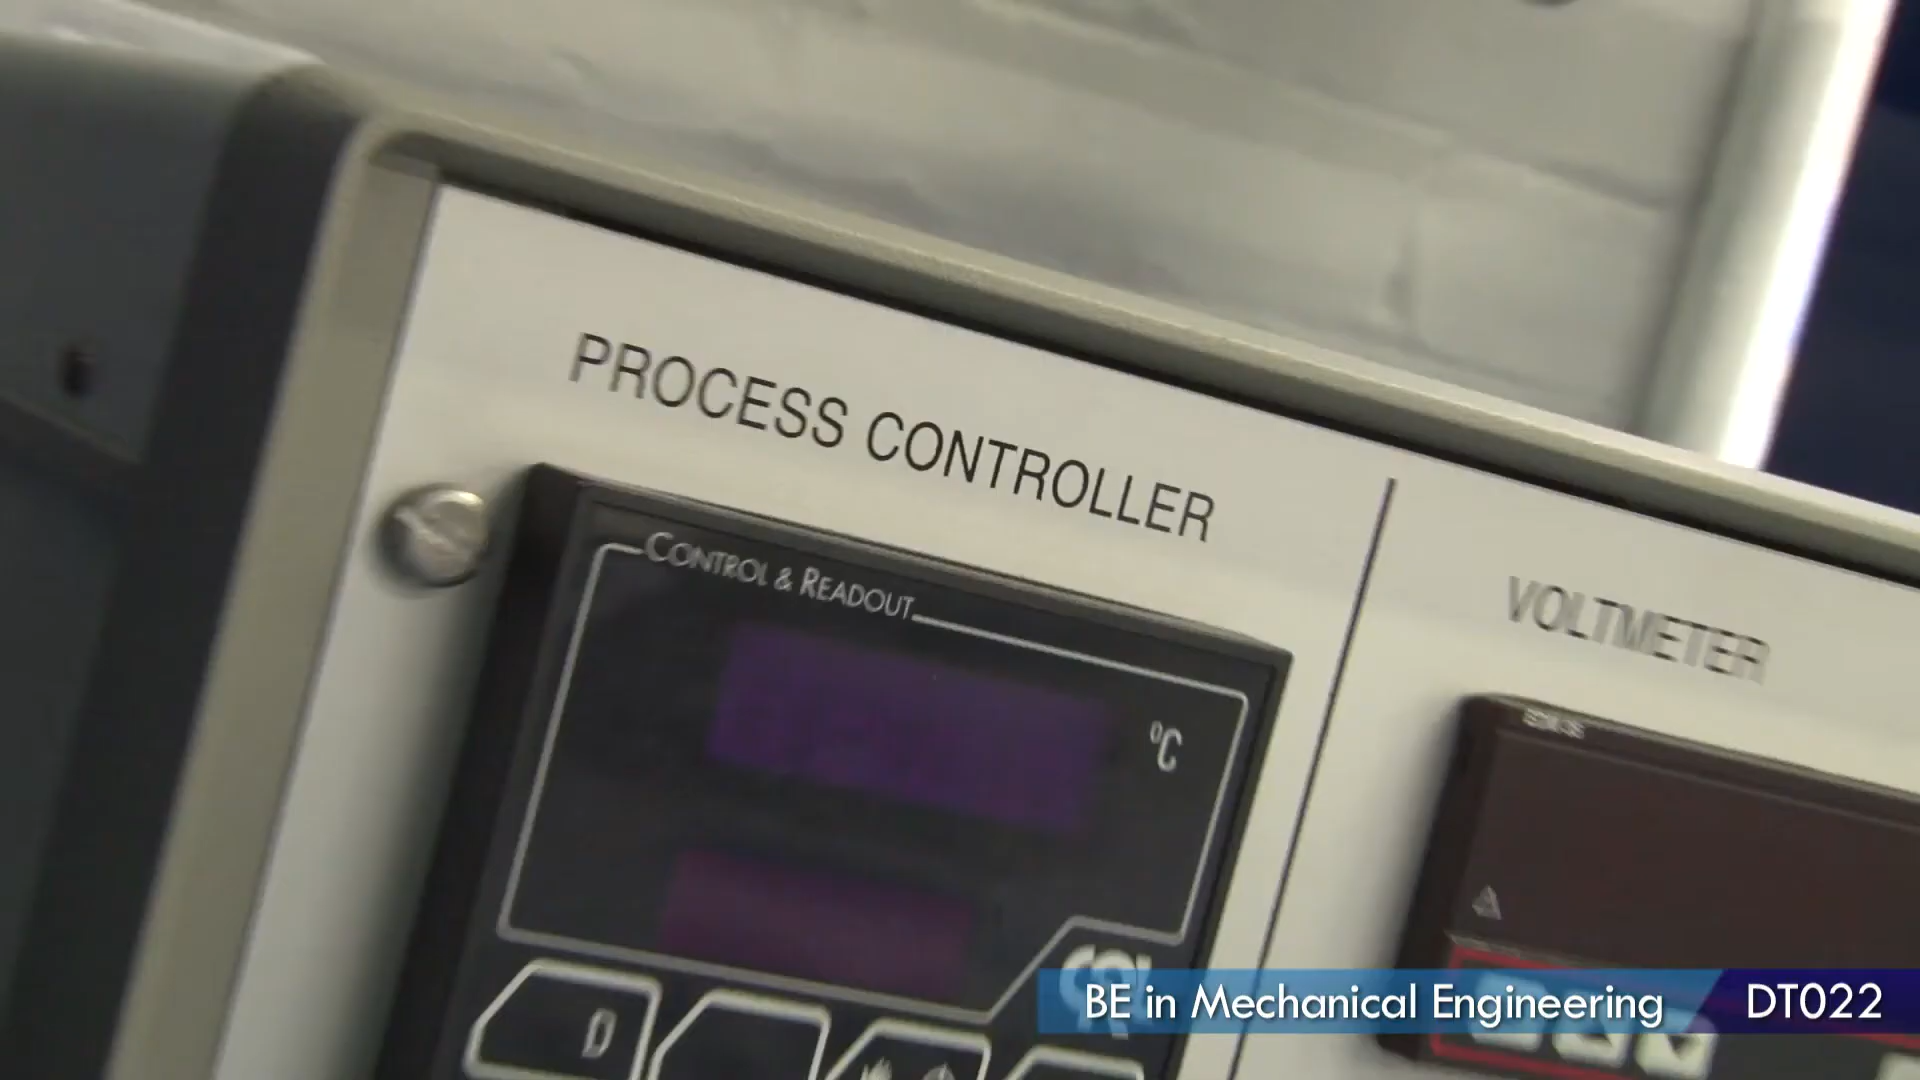 PROCESS CONTROLLER
CONTROL & READOUT
°C
VOLTMETER
BE in Mechanical Engineering DT022